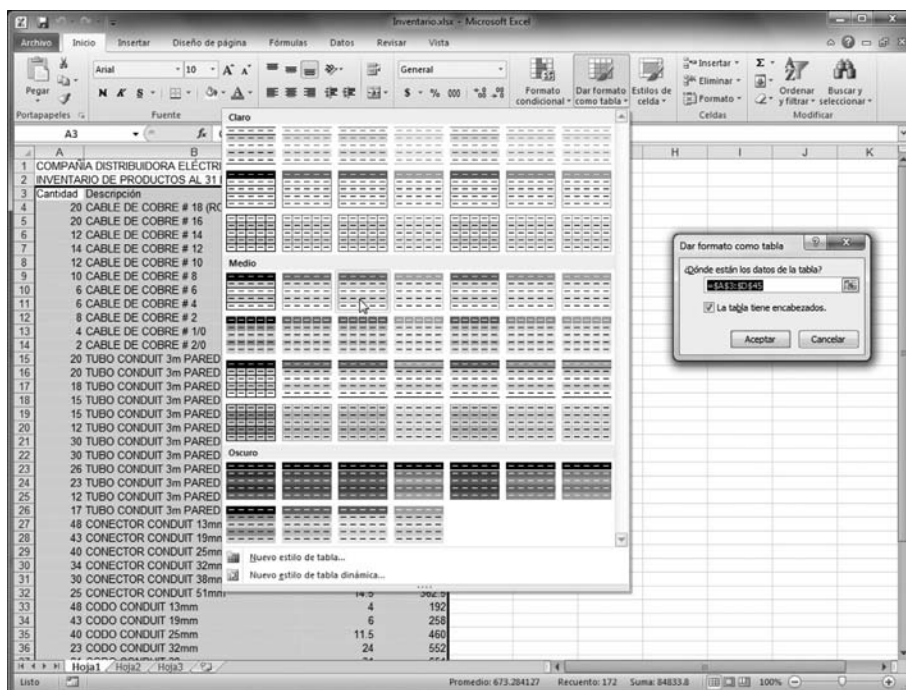 Inventario.xlsx - Microsoft Excel
Archivo Inicio Insertar Diseño de página Fórmulas Datos Revisar Vista
Pegar
Arial 10 A A
N K S A
General
$ % 000
Formato condicional
Dar formato como tabla
Estilos de celda
Insertar
Eliminar
Formato
Σ
Ordenar y filtrar
Buscar y seleccionar
Portapapeles Fuente Celdas Modificar
A3 fx
Claro
A B H I J K
1 COMPAÑIA DISTRIBUIDORA ELÉCTRI
2 INVENTARIO DE PRODUCTOS AL 31
3 Cantidad Descripción
4 20 CABLE DE COBRE # 18 (RO
5 20 CABLE DE COBRE # 16
6 12 CABLE DE COBRE # 14
7 14 CABLE DE COBRE # 12
8 12 CABLE DE COBRE # 10
9 10 CABLE DE COBRE # 8
10 6 CABLE DE COBRE # 6
11 6 CABLE DE COBRE # 4
12 8 CABLE DE COBRE # 2
13 4 CABLE DE COBRE # 1/0
14 2 CABLE DE COBRE # 2/0
15 20 TUBO CONDUIT 3m PARED
16 20 TUBO CONDUIT 3m PARED
17 18 TUBO CONDUIT 3m PARED
18 15 TUBO CONDUIT 3m PARED
19 15 TUBO CONDUIT 3m PARED
20 12 TUBO CONDUIT 3m PARED
21 30 TUBO CONDUIT 3m PARED
22 30 TUBO CONDUIT 3m PARED
23 26 TUBO CONDUIT 3m PARED
24 23 TUBO CONDUIT 3m PARED
25 12 TUBO CONDUIT 3m PARED
26 17 TUBO CONDUIT 3m PARED
27 48 CONECTOR CONDUIT 13mm
28 43 CONECTOR CONDUIT 19mm
29 40 CONECTOR CONDUIT 25mm
30 34 CONECTOR CONDUIT 32mm
31 30 CONECTOR CONDUIT 38mm
32 25 CONECTOR CONDUIT 51mm 14.5 362.5
33 48 CODO CONDUIT 13mm 4 192
34 43 CODO CONDUIT 19mm 6 258
35 40 CODO CONDUIT 25mm 11.5 460
36 23 CODO CONDUIT 32mm 24 552
Medio
Oscuro
Nuevo estilo de tabla...
Nuevo estilo de tabla dinámica...
Dar formato como tabla
¿Dónde están los datos de la tabla?
=$A$3:$D$45
La tabla tiene encabezados.
Aceptar Cancelar
Hoja1 Hoja2 Hoja3
Listo Promedio: 673.284127 Recuento: 172 Suma: 84833.8 100%